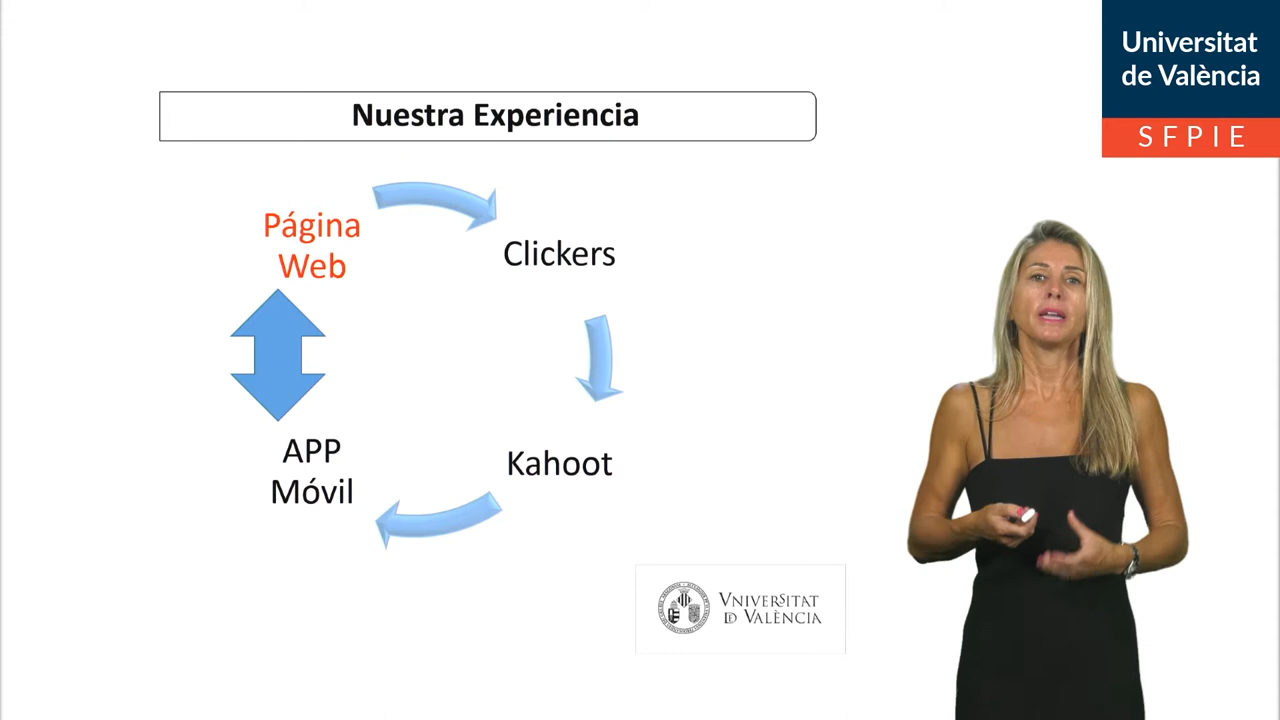 Universitat
de València
SFPIE
Nuestra Experiencia
Página
Web
Clickers
APP
Móvil
Kahoot
VNIVERSITAT
DE VALÈNCIA